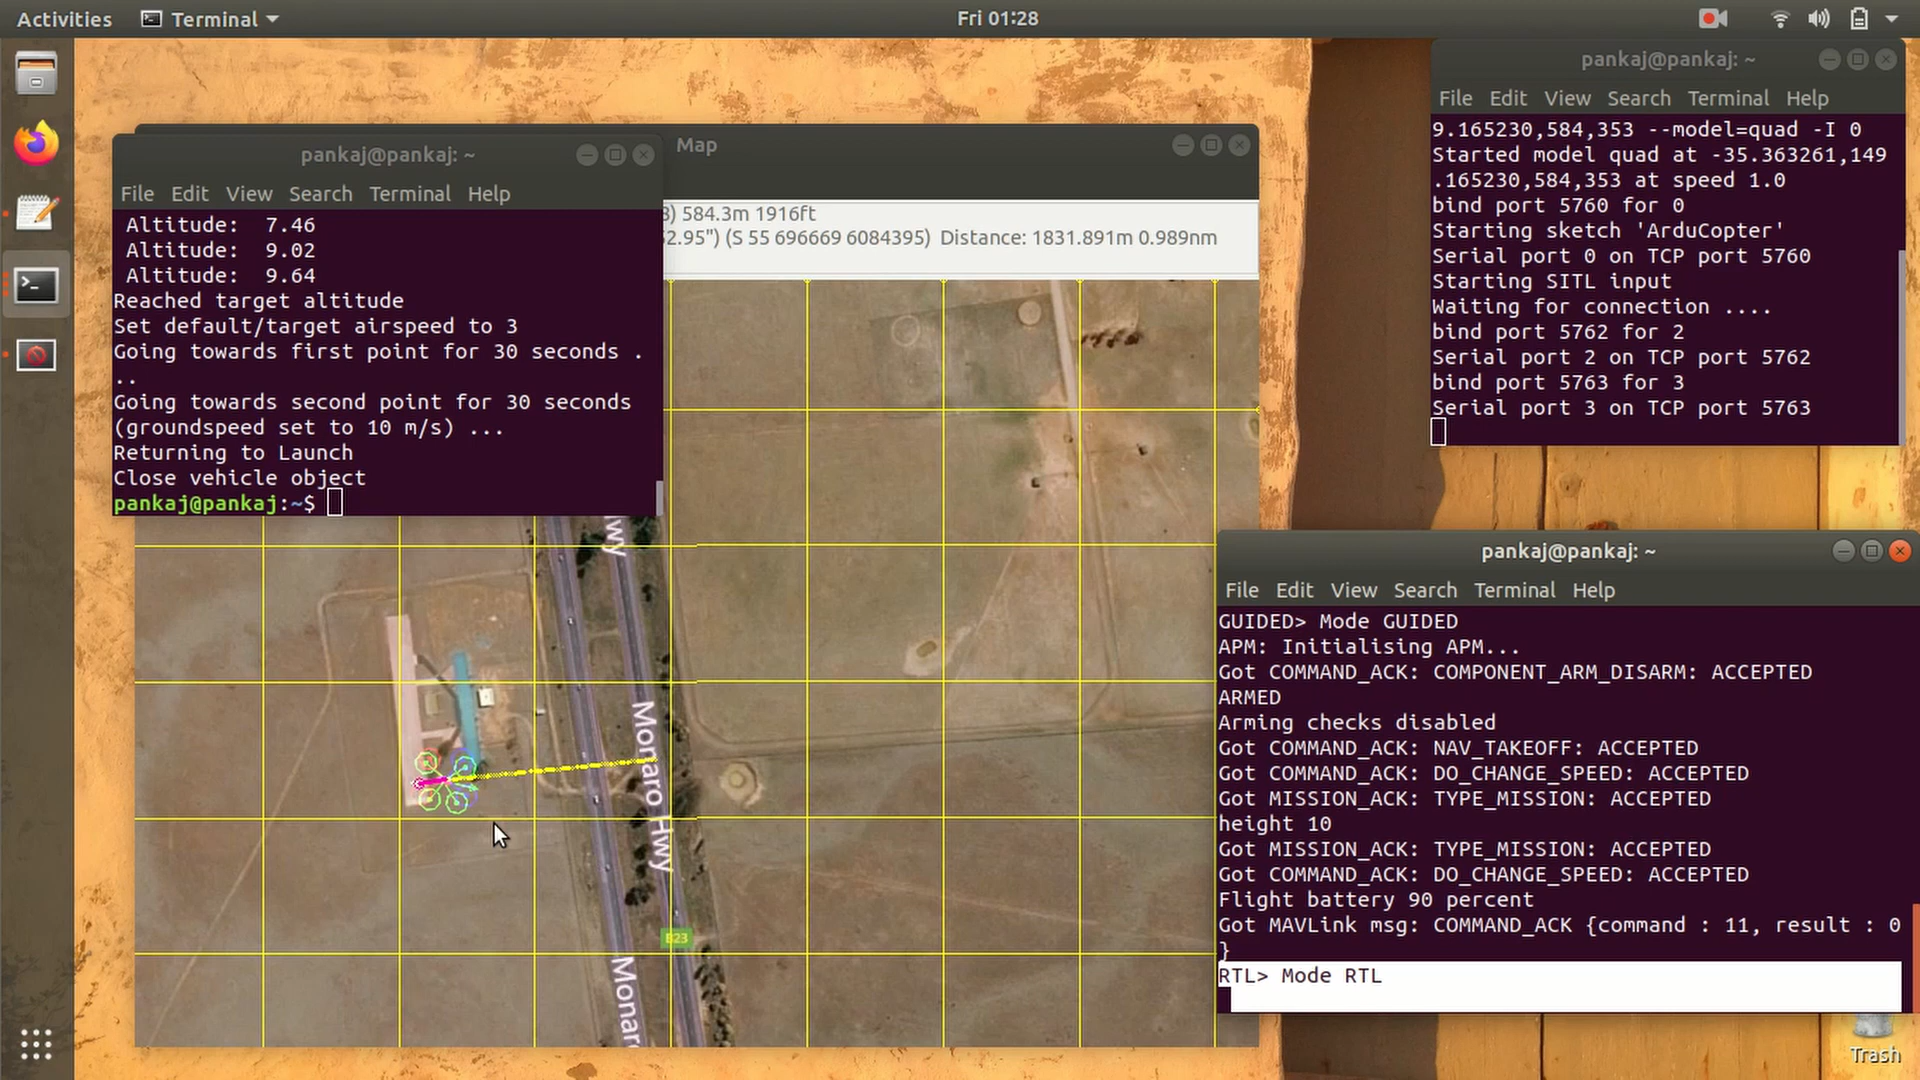 Activities
Terminal
Fri 01:28
pankaj@pankaj: ~
File Edit View Search Terminal Help
Altitude:  7.46
Altitude:  9.02
Altitude:  9.64
Reached target altitude
Set default/target airspeed to 3
Going towards first point for 30 seconds .
..
Going towards second point for 30 seconds
(groundspeed set to 10 m/s) ...
Returning to Launch
Close vehicle object
pankaj@pankaj:~$
Map
) 584.3m 1916ft
2.95") (S 55 696669 6084395)  Distance: 1831.891m 0.989nm
wy
Monaro Hwy
B23
Monaro
pankaj@pankaj: ~
File Edit View Search Terminal Help
9.165230,584,353 --model=quad -I 0
Started model quad at -35.363261,149
.165230,584,353 at speed 1.0
bind port 5760 for 0
Starting sketch 'ArduCopter'
Serial port 0 on TCP port 5760
Starting SITL input
Waiting for connection ....
bind port 5762 for 2
Serial port 2 on TCP port 5762
bind port 5763 for 3
Serial port 3 on TCP port 5763
pankaj@pankaj: ~
File Edit View Search Terminal Help
GUIDED> Mode GUIDED
APM: Initialising APM...
Got COMMAND_ACK: COMPONENT_ARM_DISARM: ACCEPTED
ARMED
Arming checks disabled
Got COMMAND_ACK: NAV_TAKEOFF: ACCEPTED
Got COMMAND_ACK: DO_CHANGE_SPEED: ACCEPTED
Got MISSION_ACK: TYPE_MISSION: ACCEPTED
height 10
Got MISSION_ACK: TYPE_MISSION: ACCEPTED
Got COMMAND_ACK: DO_CHANGE_SPEED: ACCEPTED
Flight battery 90 percent
Got MAVLink msg: COMMAND_ACK {command : 11, result : 0
}
RTL> Mode RTL
Trash